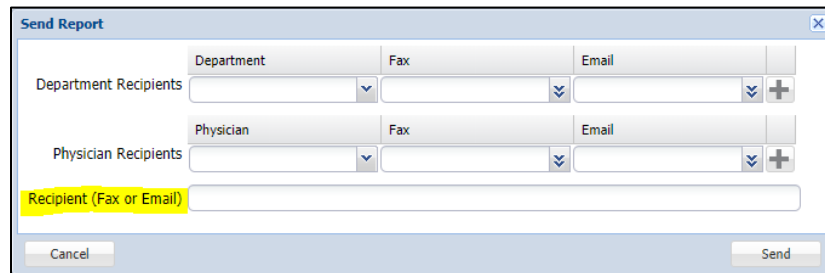 Send Report
Department Fax Email
Department Recipients
Physician Fax Email
Physician Recipients
Recipient (Fax or Email)
Cancel Send